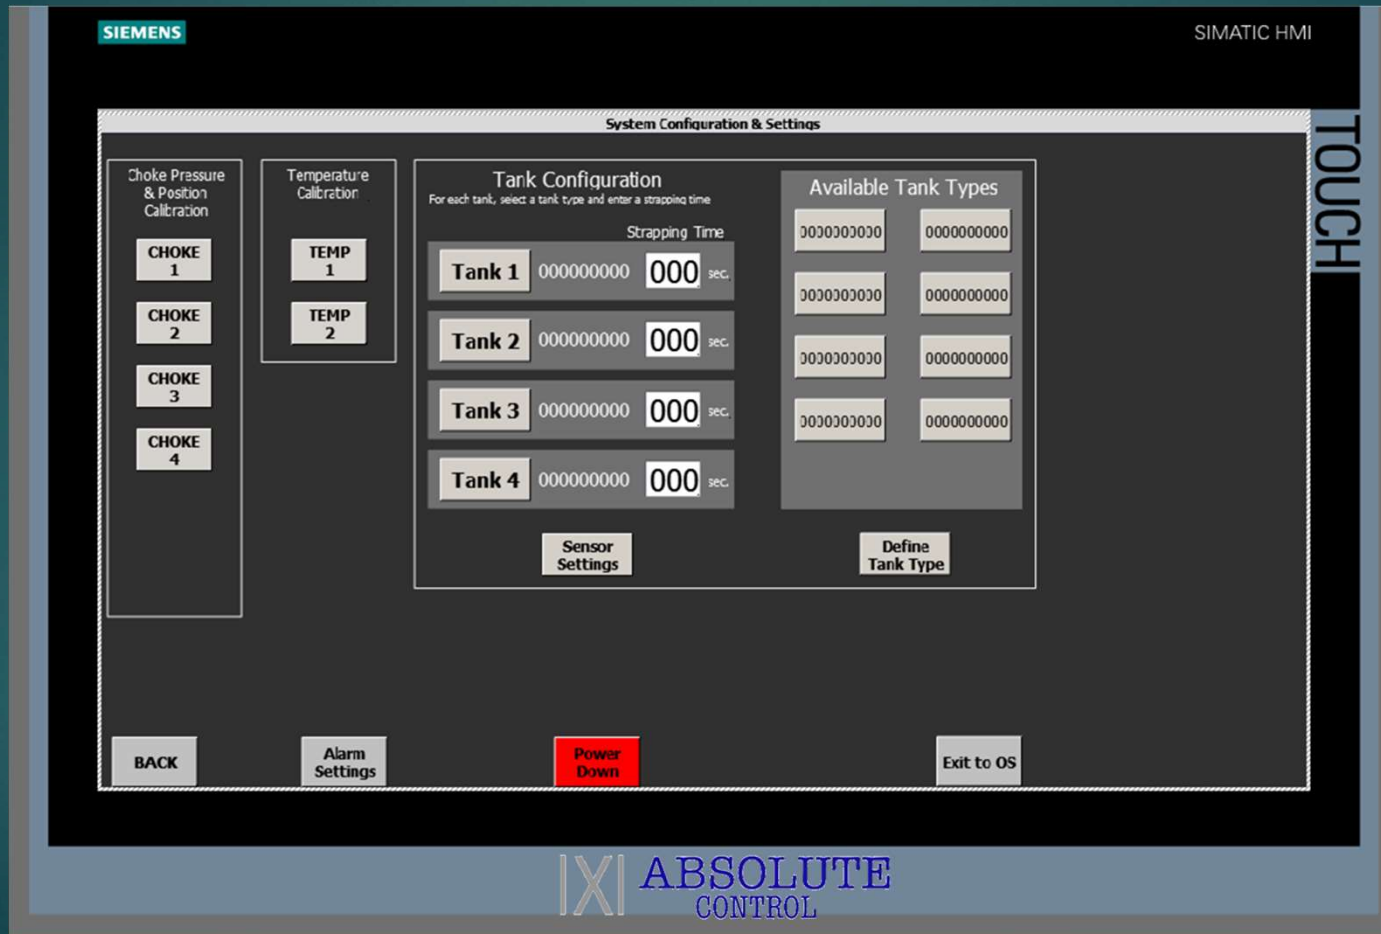 SIEMENS
SIMATIC HMI
TOUCH
System Configuration & Settings
Choke Pressure
& Position
Calibration
CHOKE
1
CHOKE
2
CHOKE
3
CHOKE
4
Temperature
Calibration
TEMP
1
TEMP
2
Tank Configuration
For each tank, select a tank type and enter a strapping time
Strapping Time
Tank 1 000000000 000 sec.
Tank 2 000000000 000 sec.
Tank 3 000000000 000 sec.
Tank 4 000000000 000 sec.
Sensor
Settings
Available Tank Types
0000000000 0000000000
0000000000 0000000000
0000000000 0000000000
0000000000 0000000000
Define
Tank Type
BACK
Alarm
Settings
Power
Down
Exit to OS
|X| ABSOLUTE
CONTROL